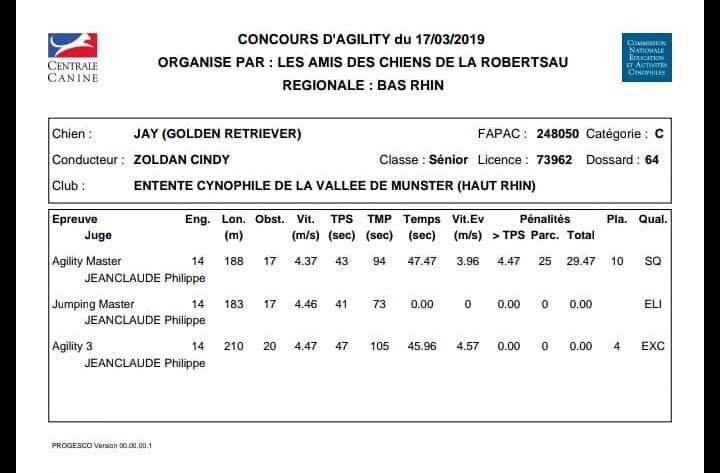 CENTRALE
CANINE
CONCOURS D'AGILITY du 17/03/2019
ORGANISE PAR : LES AMIS DES CHIENS DE LA ROBERTSAU
REGIONALE : BAS RHIN
COMMISSION
NATIONALE
EDUCATION
ET ACTIVITÉS
CYNOPHILES
Chien : JAY (GOLDEN RETRIEVER) FAPAC : 248050 Catégorie : C
Conducteur : ZOLDAN CINDY Classe : Sénior Licence : 73962 Dossard : 64
Club : ENTENTE CYNOPHILE DE LA VALLEE DE MUNSTER (HAUT RHIN)
Epreuve Eng. Lon. Obst. Vit. TPS TMP Temps Vit.Ev Pénalités Pla. Qual.
Juge (m) (m/s) (sec) (sec) (sec) (m/s) > TPS Parc. Total
Agility Master 14 188 17 4.37 43 94 47.47 3.96 4.47 25 29.47 10 SQ
JEANCLAUDE Philippe
Jumping Master 14 183 17 4.46 41 73 0.00 0 0.00 0 0.00 ELI
JEANCLAUDE Philippe
Agility 3 14 210 20 4.47 47 105 45.96 4.57 0.00 0 0.00 4 EXC
JEANCLAUDE Philippe
PROGESCO Version 00.00.00.1